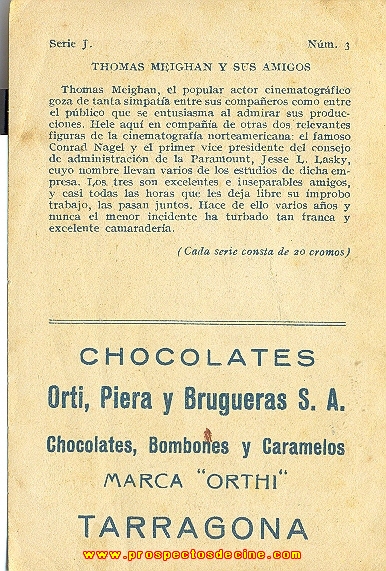 Serie J. Núm. 3
THOMAS MEIGHAN Y SUS AMIGOS
Thomas Meighan, el popular actor cinematográfico
goza de tanta simpatía entre sus compañeros como entre
el público que se entusiasma al admirar sus produc-
ciones. Hele aquí en compañía de otras dos relevantes
figuras de la cinematografía norteamericana: el famoso
Conrad Nagel y el primer vice presidente del consejo
de administración de la Paramount, Jesse L. Lasky,
cuyo nombre llevan varios de los estudios de dicha em-
presa. Los tres son excelentes e inseparables amigos,
y casi todas las horas que les deja libre su ímprobo
trabajo, las pasan juntos. Hace de ello varios años y
nunca el menor incidente ha turbado tan franca y
excelente camaradería.
(Cada serie consta de 20 cromos)
CHOCOLATES
Orti, Piera y Brugueras S. A.
Chocolates, Bombones y Caramelos
MARCA "ORTHI"
TARRAGONA
www.prospectosdecine.com